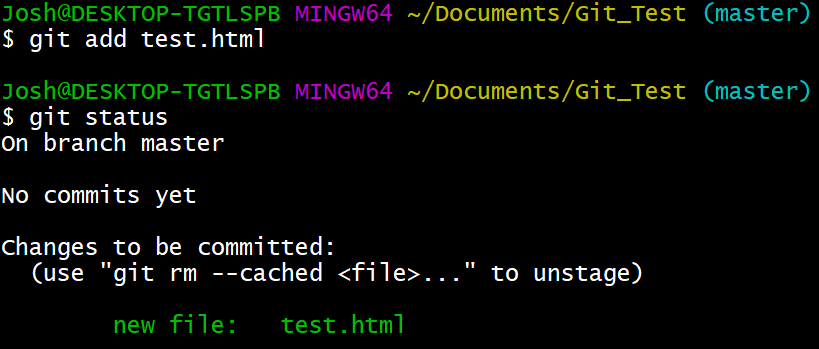 Josh@DESKTOP-TGTLSPB MINGW64 ~/Documents/Git_Test (master)
$ git add test.html
Josh@DESKTOP-TGTLSPB MINGW64 ~/Documents/Git_Test (master)
$ git status
On branch master
No commits yet
Changes to be committed:
  (use "git rm --cached <file>..." to unstage)
        new file:   test.html